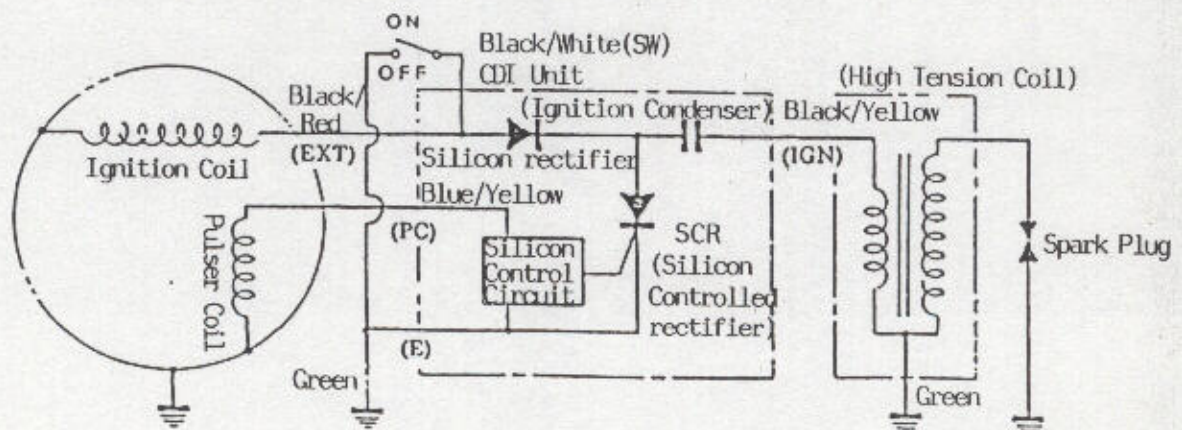 ON
OFF
Black/White(SW)
CDI Unit
(High Tension Coil)
Black/
Red
(EXT)
(Ignition Condenser)
Black/Yellow
(IGN)
Ignition Coil
Silicon rectifier
Blue/Yellow
(PC)
Pulser Coil
Silicon
Control
Circuit
SCR
(Silicon
Controlled
rectifier)
Spark Plug
(E)
Green
Green